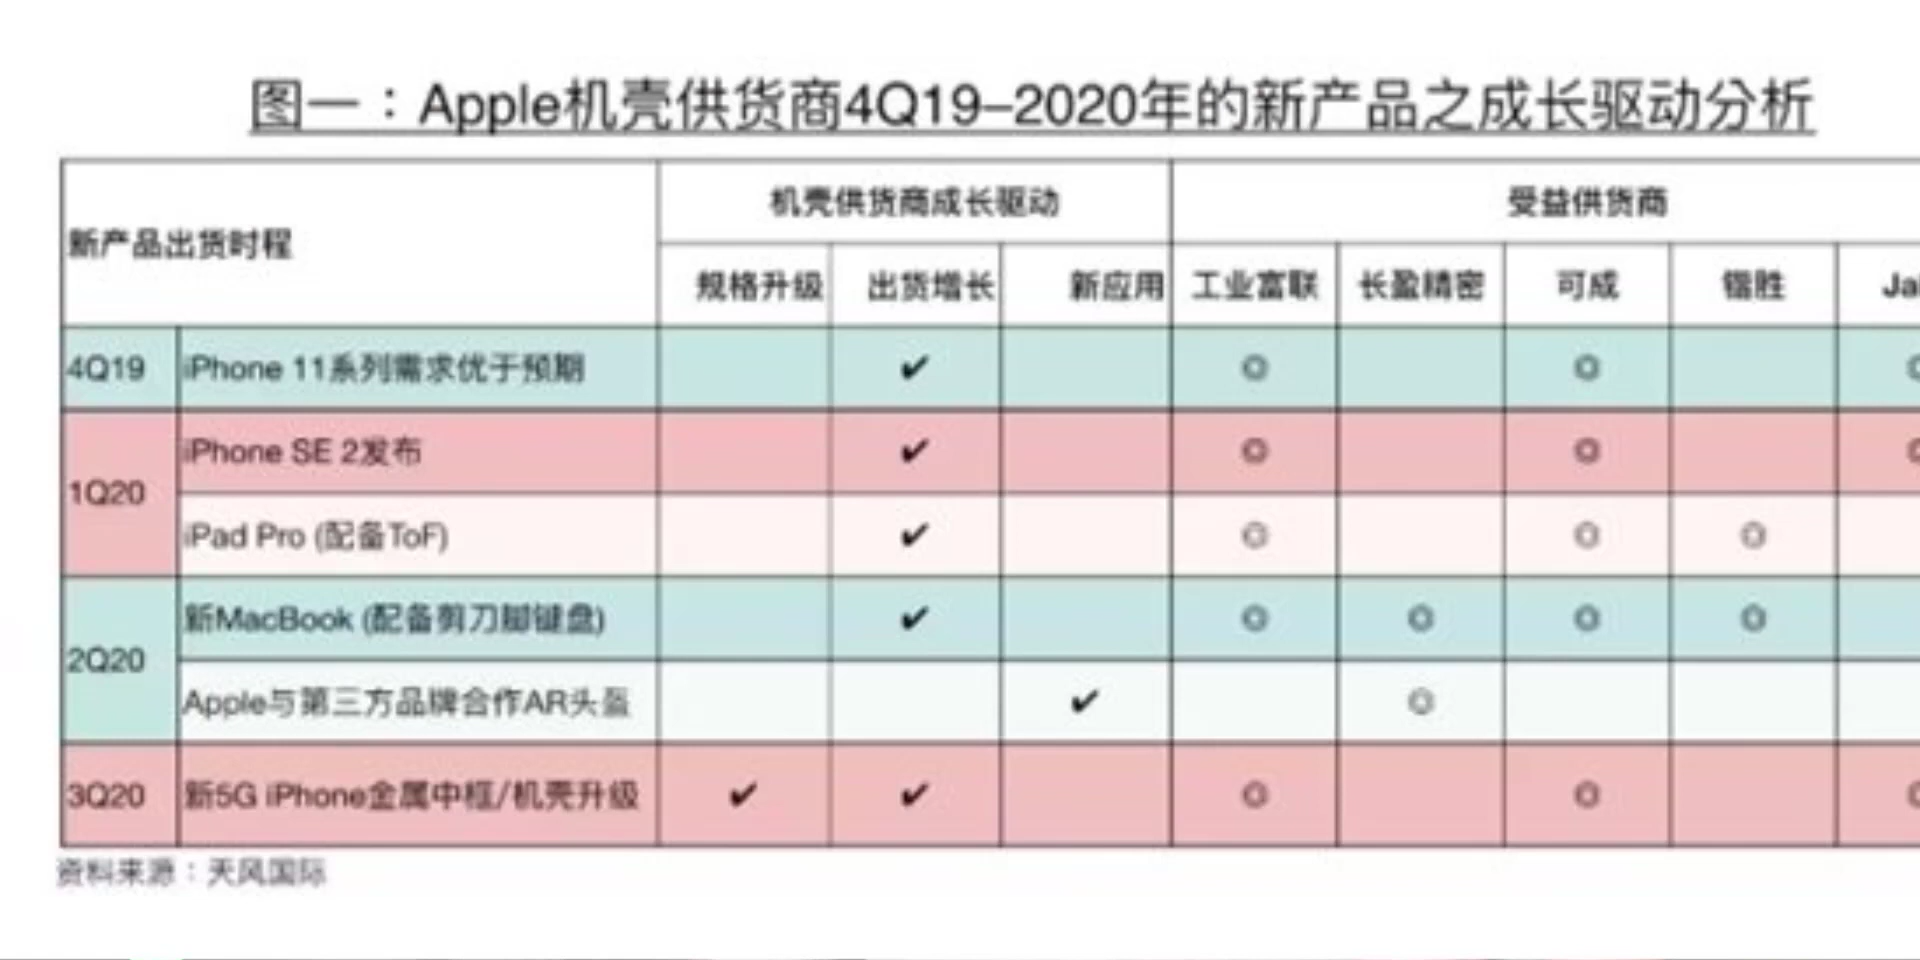 图一：Apple机壳供货商4Q19–2020年的新产品之成长驱动分析
新产品出货时程 机壳供货商成长驱动 受益供货商
规格升级 出货增长 新应用 工业富联 长盈精密 可成 铠胜
4Q19 iPhone 11系列需求优于预期 ✔ ◎ ◎
1Q20 iPhone SE 2发布 ✔ ◎ ◎
iPad Pro (配备ToF) ✔ ◎ ◎ ◎
2Q20 新MacBook (配备剪刀脚键盘) ✔ ◎ ◎ ◎ ◎
Apple与第三方品牌合作AR头盔 ✔ ◎
3Q20 新5G iPhone金属中框/机壳升级 ✔ ✔ ◎ ◎
资料来源：天风国际